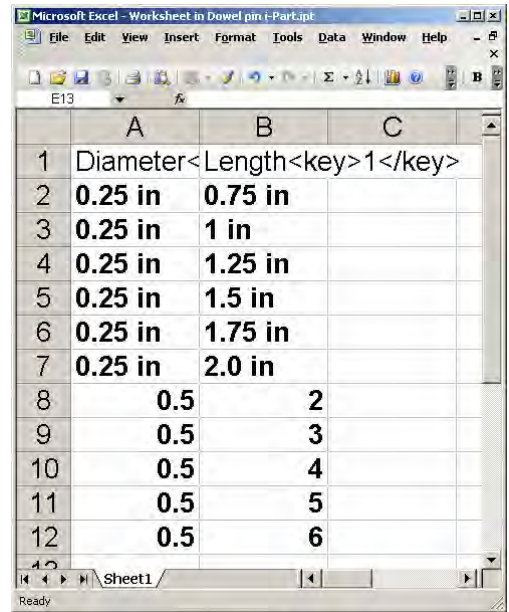 Microsoft Excel - Worksheet in Dowel pin i-Part.ipt
File Edit View Insert Format Tools Data Window Help
Σ
B
E13 fx
A B C
1 Diameter< Length<key>1</key>
2 0.25 in 0.75 in
3 0.25 in 1 in
4 0.25 in 1.25 in
5 0.25 in 1.5 in
6 0.25 in 1.75 in
7 0.25 in 2.0 in
8 0.5 2
9 0.5 3
10 0.5 4
11 0.5 5
12 0.5 6
Sheet1
Ready